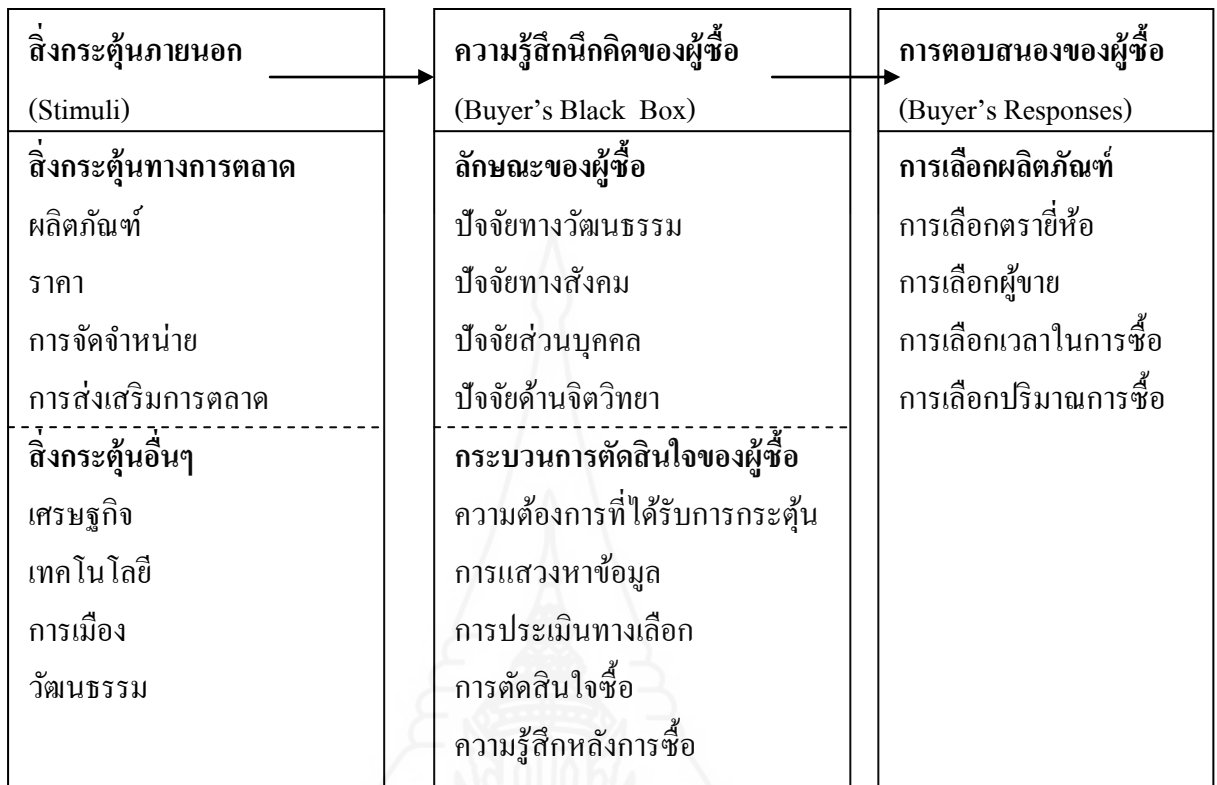 สิ่งกระตุ้นภายนอก
(Stimuli)
สิ่งกระตุ้นทางการตลาด
ผลิตภัณฑ์
ราคา
การจัดจำหน่าย
การส่งเสริมการตลาด
สิ่งกระตุ้นอื่นๆ
เศรษฐกิจ
เทคโนโลยี
การเมือง
วัฒนธรรม
ความรู้สึกนึกคิดของผู้ซื้อ
(Buyer’s Black Box)
ลักษณะของผู้ซื้อ
ปัจจัยทางวัฒนธรรม
ปัจจัยทางสังคม
ปัจจัยส่วนบุคคล
ปัจจัยด้านจิตวิทยา
กระบวนการตัดสินใจของผู้ซื้อ
ความต้องการที่ได้รับการกระตุ้น
การแสวงหาข้อมูล
การประเมินทางเลือก
การตัดสินใจซื้อ
ความรู้สึกหลังการซื้อ
การตอบสนองของผู้ซื้อ
(Buyer’s Responses)
การเลือกผลิตภัณฑ์
การเลือกตรายี่ห้อ
การเลือกผู้ขาย
การเลือกเวลาในการซื้อ
การเลือกปริมาณการซื้อ